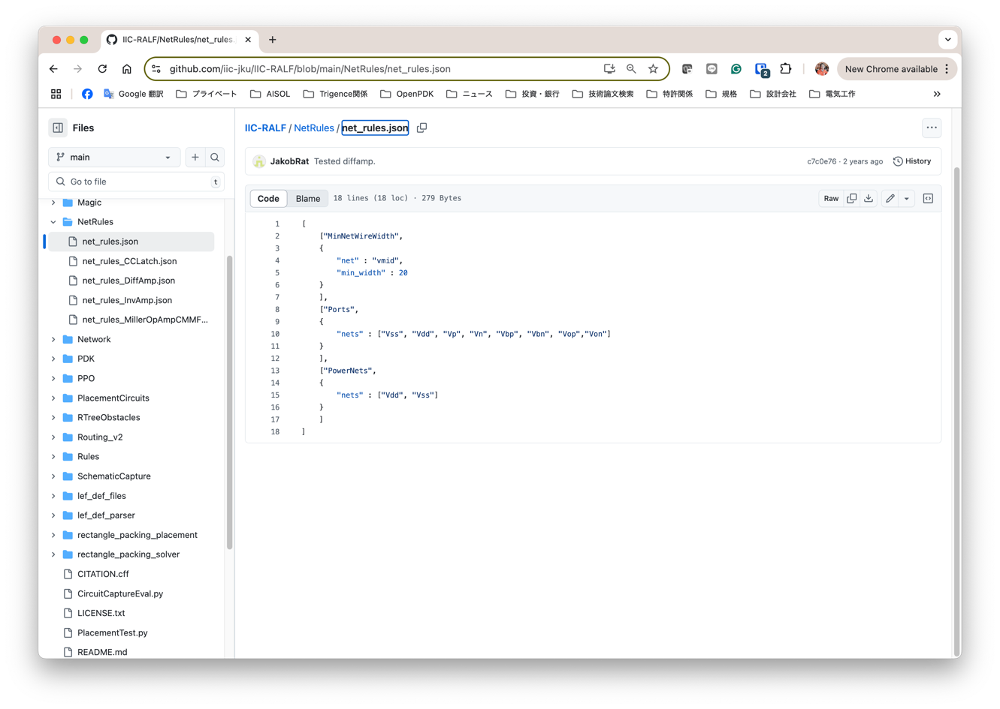 IIC-RALF/NetRules/net_rules.
github.com/iic-jku/IIC-RALF/blob/main/NetRules/net_rules.json
2
New Chrome available
Google 翻訳
プライベート
AISOL
Trigence関係
OpenPDK
ニュース
投資・銀行
技術論文検索
特許関係
規格
設計会社
電気工作
Files
main
Go to file
t
Magic
NetRules
net_rules.json
net_rules_CCLatch.json
net_rules_DiffAmp.json
net_rules_InvAmp.json
net_rules_MillerOpAmpCMMF...
Network
PDK
PPO
PlacementCircuits
RTreeObstacles
Routing_v2
Rules
SchematicCapture
lef_def_files
lef_def_parser
rectangle_packing_placement
rectangle_packing_solver
CITATION.cff
CircuitCaptureEval.py
LICENSE.txt
PlacementTest.py
README.md
IIC-RALF / NetRules / net_rules.json
JakobRat Tested diffamp.
c7c0e76 · 2 years ago
History
Code
Blame
18 lines (18 loc) · 279 Bytes
Raw
1 [
2 ["MinNetWireWidth",
3 {
4 "net" : "vmid",
5 "min_width" : 20
6 }
7 ],
8 ["Ports",
9 {
10 "nets" : ["Vss", "Vdd", "Vp", "Vn", "Vbp", "Vbn", "Vop","Von"]
11 }
12 ],
13 ["PowerNets",
14 {
15 "nets" : ["Vdd", "Vss"]
16 }
17 ]
18 ]